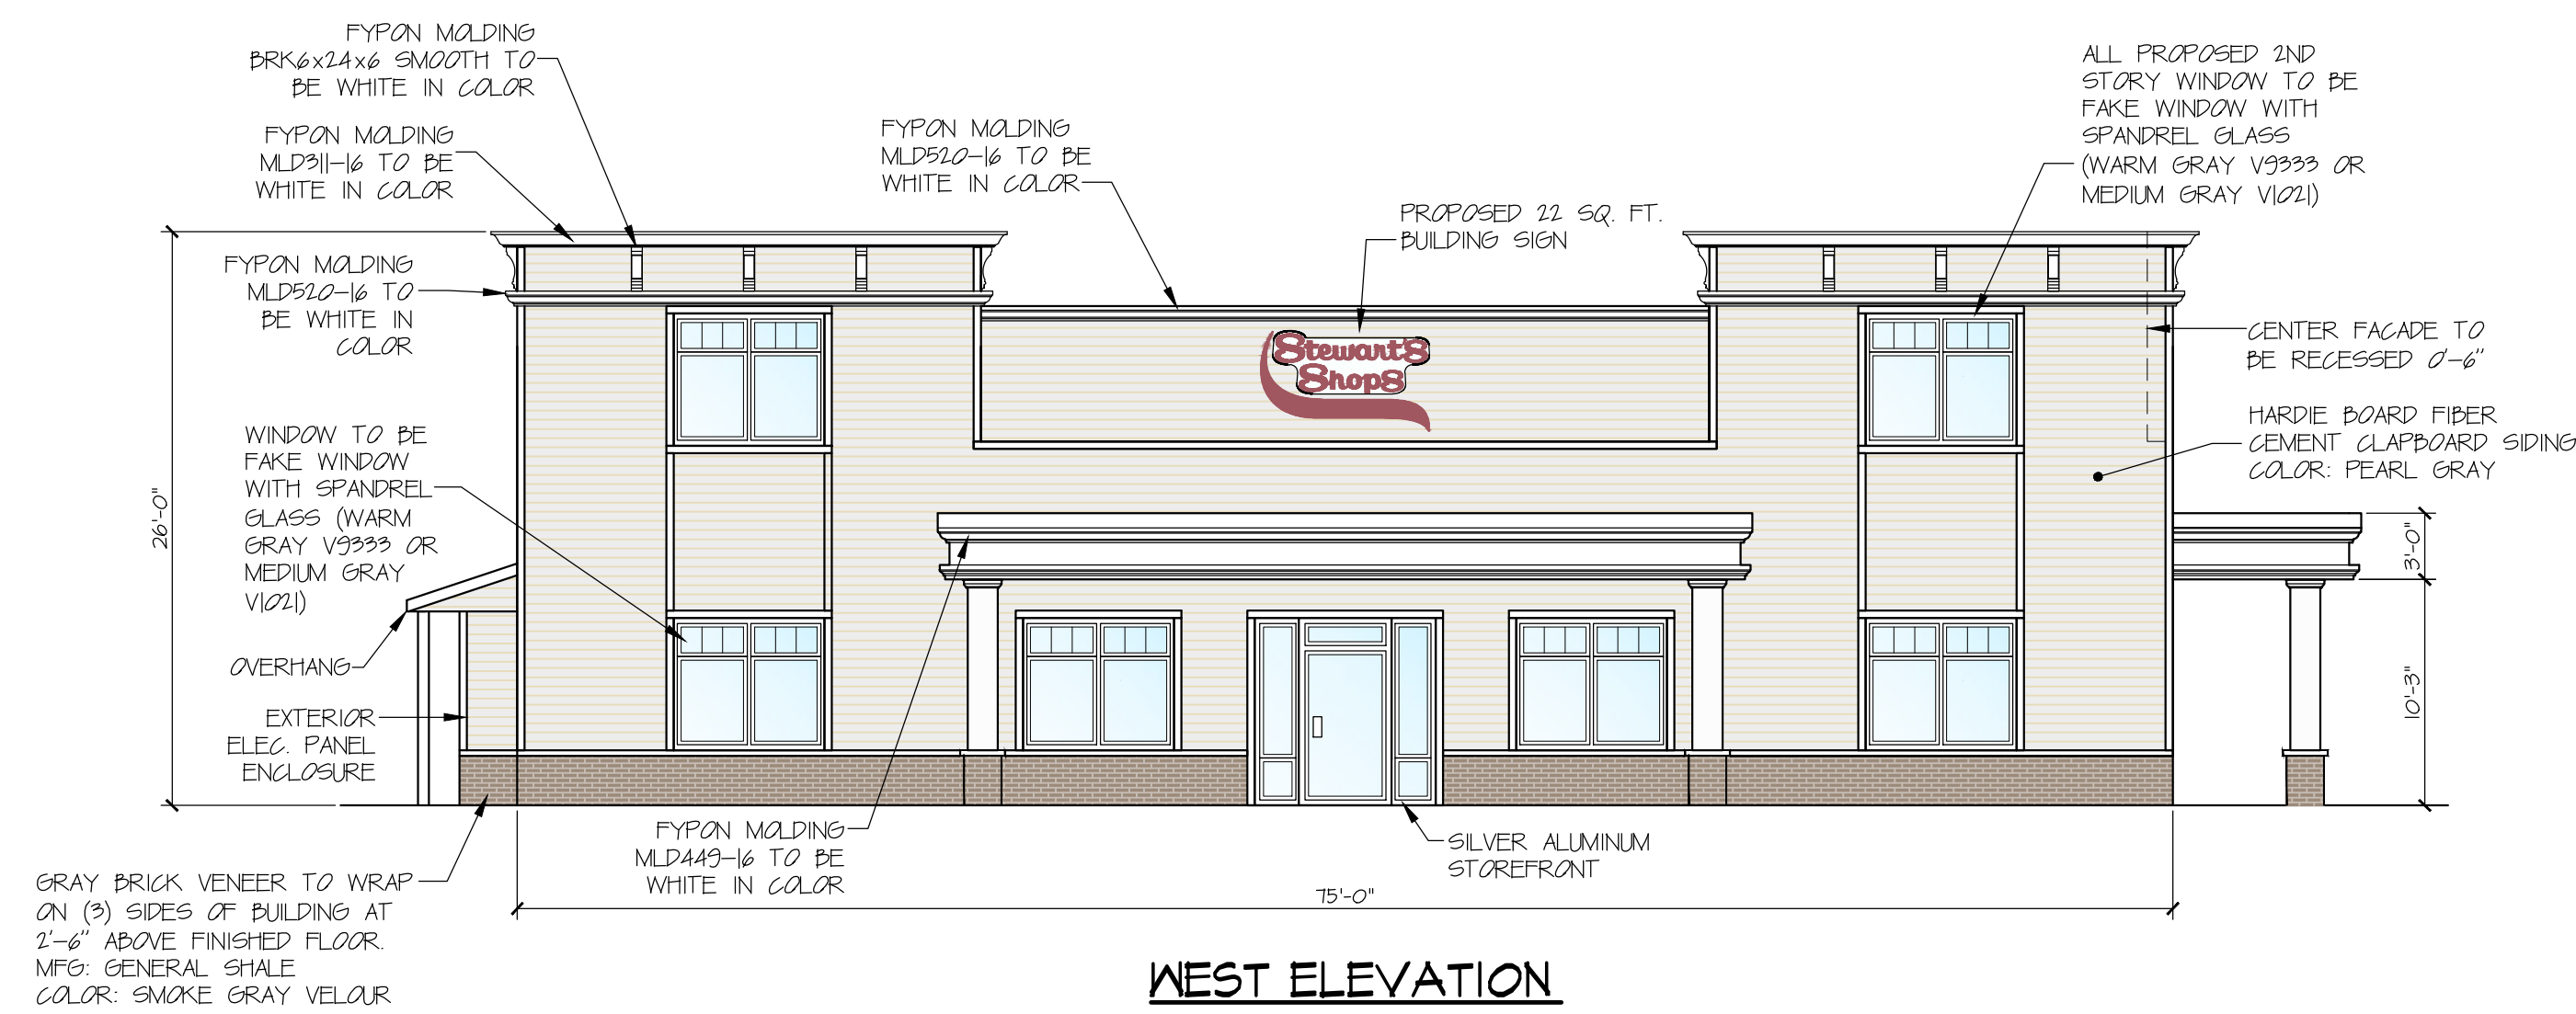 FYPON MOLDING
BRK6x24x6 SMOOTH TO
BE WHITE IN COLOR
FYPON MOLDING
MLD311-16 TO BE
WHITE IN COLOR
FYPON MOLDING
MLD520-16 TO
BE WHITE IN
COLOR
FYPON MOLDING
MLD520-16 TO BE
WHITE IN COLOR
PROPOSED 22 SQ. FT.
BUILDING SIGN
ALL PROPOSED 2ND
STORY WINDOW TO BE
FAKE WINDOW WITH
SPANDREL GLASS
(WARM GRAY V9333 OR
MEDIUM GRAY V1021)
Stewart's
Shops
CENTER FACADE TO
BE RECESSED 0'-6"
HARDIE BOARD FIBER
CEMENT CLAPBOARD SIDING
COLOR: PEARL GRAY
26'-0"
WINDOW TO BE
FAKE WINDOW
WITH SPANDREL
GLASS (WARM
GRAY V9333 OR
MEDIUM GRAY
V1021)
OVERHANG
EXTERIOR
ELEC. PANEL
ENCLOSURE
3'-0"
10'-3"
GRAY BRICK VENEER TO WRAP
ON (3) SIDES OF BUILDING AT
2'-6" ABOVE FINISHED FLOOR.
MFG: GENERAL SHALE
COLOR: SMOKE GRAY VELOUR
FYPON MOLDING
MLD449-16 TO BE
WHITE IN COLOR
SILVER ALUMINUM
STOREFRONT
75'-0"
WEST ELEVATION